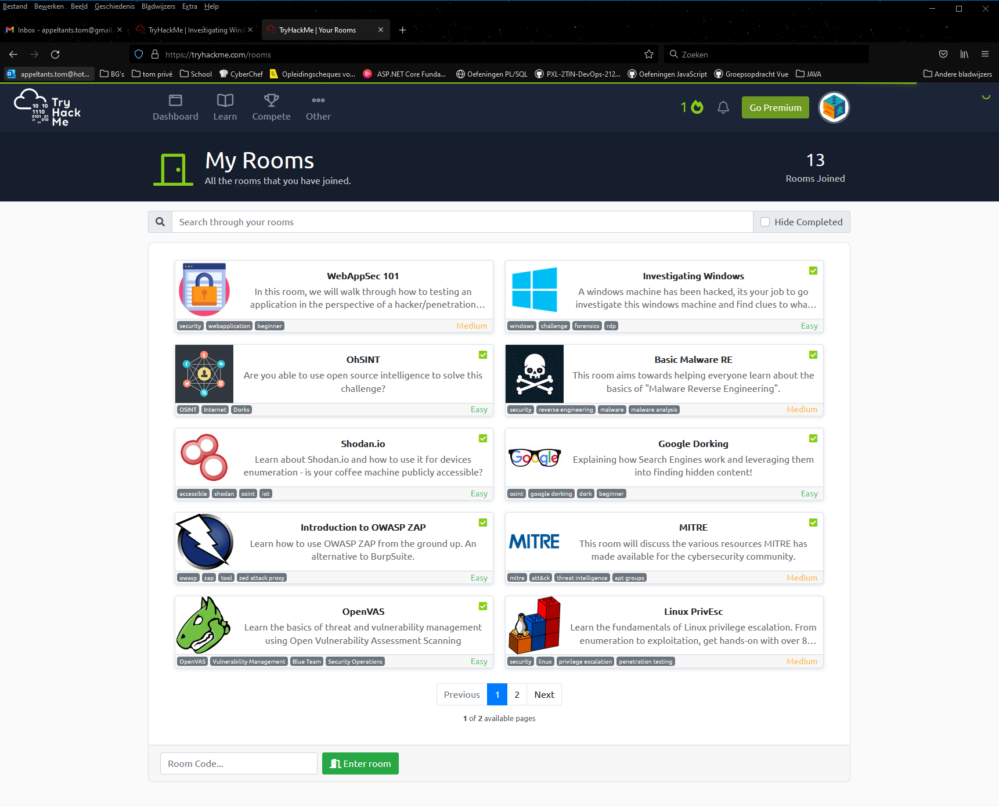 Bestand Bewerken Beeld Geschiedenis Bladwijzers Extra Help
Inbox - appeltants.tom@gmail.
TryHackMe | Investigating Wind
TryHackMe | Your Rooms
https://tryhackme.com/rooms
Zoeken
appeltants.tom@hot... BG's tom privé School CyberChef Opleidingscheques vo... ASP.NET Core Funda... Oefeningen PL/SQL PXL-2TIN-DevOps-212... Oefeningen JavaScript Groepsopdracht Vue JAVA Andere bladwijzers
Try
Hack
Me
Dashboard Learn Compete Other
1
Go Premium
My Rooms
All the rooms that you have joined.
13
Rooms Joined
Search through your rooms
Hide Completed
WebAppSec 101
In this room, we will walk through how to testing an
application in the perspective of a hacker/penetration...
security webapplication beginner Medium
Investigating Windows
A windows machine has been hacked, its your job to go
investigate this windows machine and find clues to wha...
windows challenge forensics rdp Easy
OhSINT
Are you able to use open source intelligence to solve this
challenge?
OSINT Internet Dorks Easy
Basic Malware RE
This room aims towards helping everyone learn about the
basics of "Malware Reverse Engineering".
security reverse engineering malware malware analysis Medium
Shodan.io
Learn about Shodan.io and how to use it for devices
enumeration - is your coffee machine publicly accessible?
accessible shodan osint iot Easy
Google
Google Dorking
Explaining how Search Engines work and leveraging them
into finding hidden content!
osint google dorking dork beginner Easy
Introduction to OWASP ZAP
Learn how to use OWASP ZAP from the ground up. An
alternative to BurpSuite.
owasp zap tool zed attack proxy Easy
MITRE
MITRE
This room will discuss the various resources MITRE has
made available for the cybersecurity community.
mitre att&ck threat intelligence apt groups Medium
OpenVAS
Learn the basics of threat and vulnerability management
using Open Vulnerability Assessment Scanning
OpenVAS Vulnerability Management Blue Team Security Operations Easy
Linux PrivEsc
Learn the fundamentals of Linux privilege escalation. From
enumeration to exploitation, get hands-on with over 8...
security linux privilege escalation penetration testing Medium
Previous 1 2 Next
1 of 2 available pages
Room Code...
Enter room